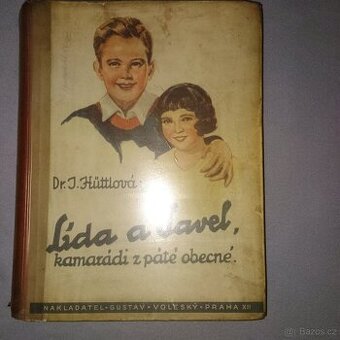 Dr. J. Hüttlová:
Lída a Pavel,
kamarádi z páté obecné.
NAKLADATEL - GUSTAV - VOLESKÝ - PRAHA XII
Bazos.cz